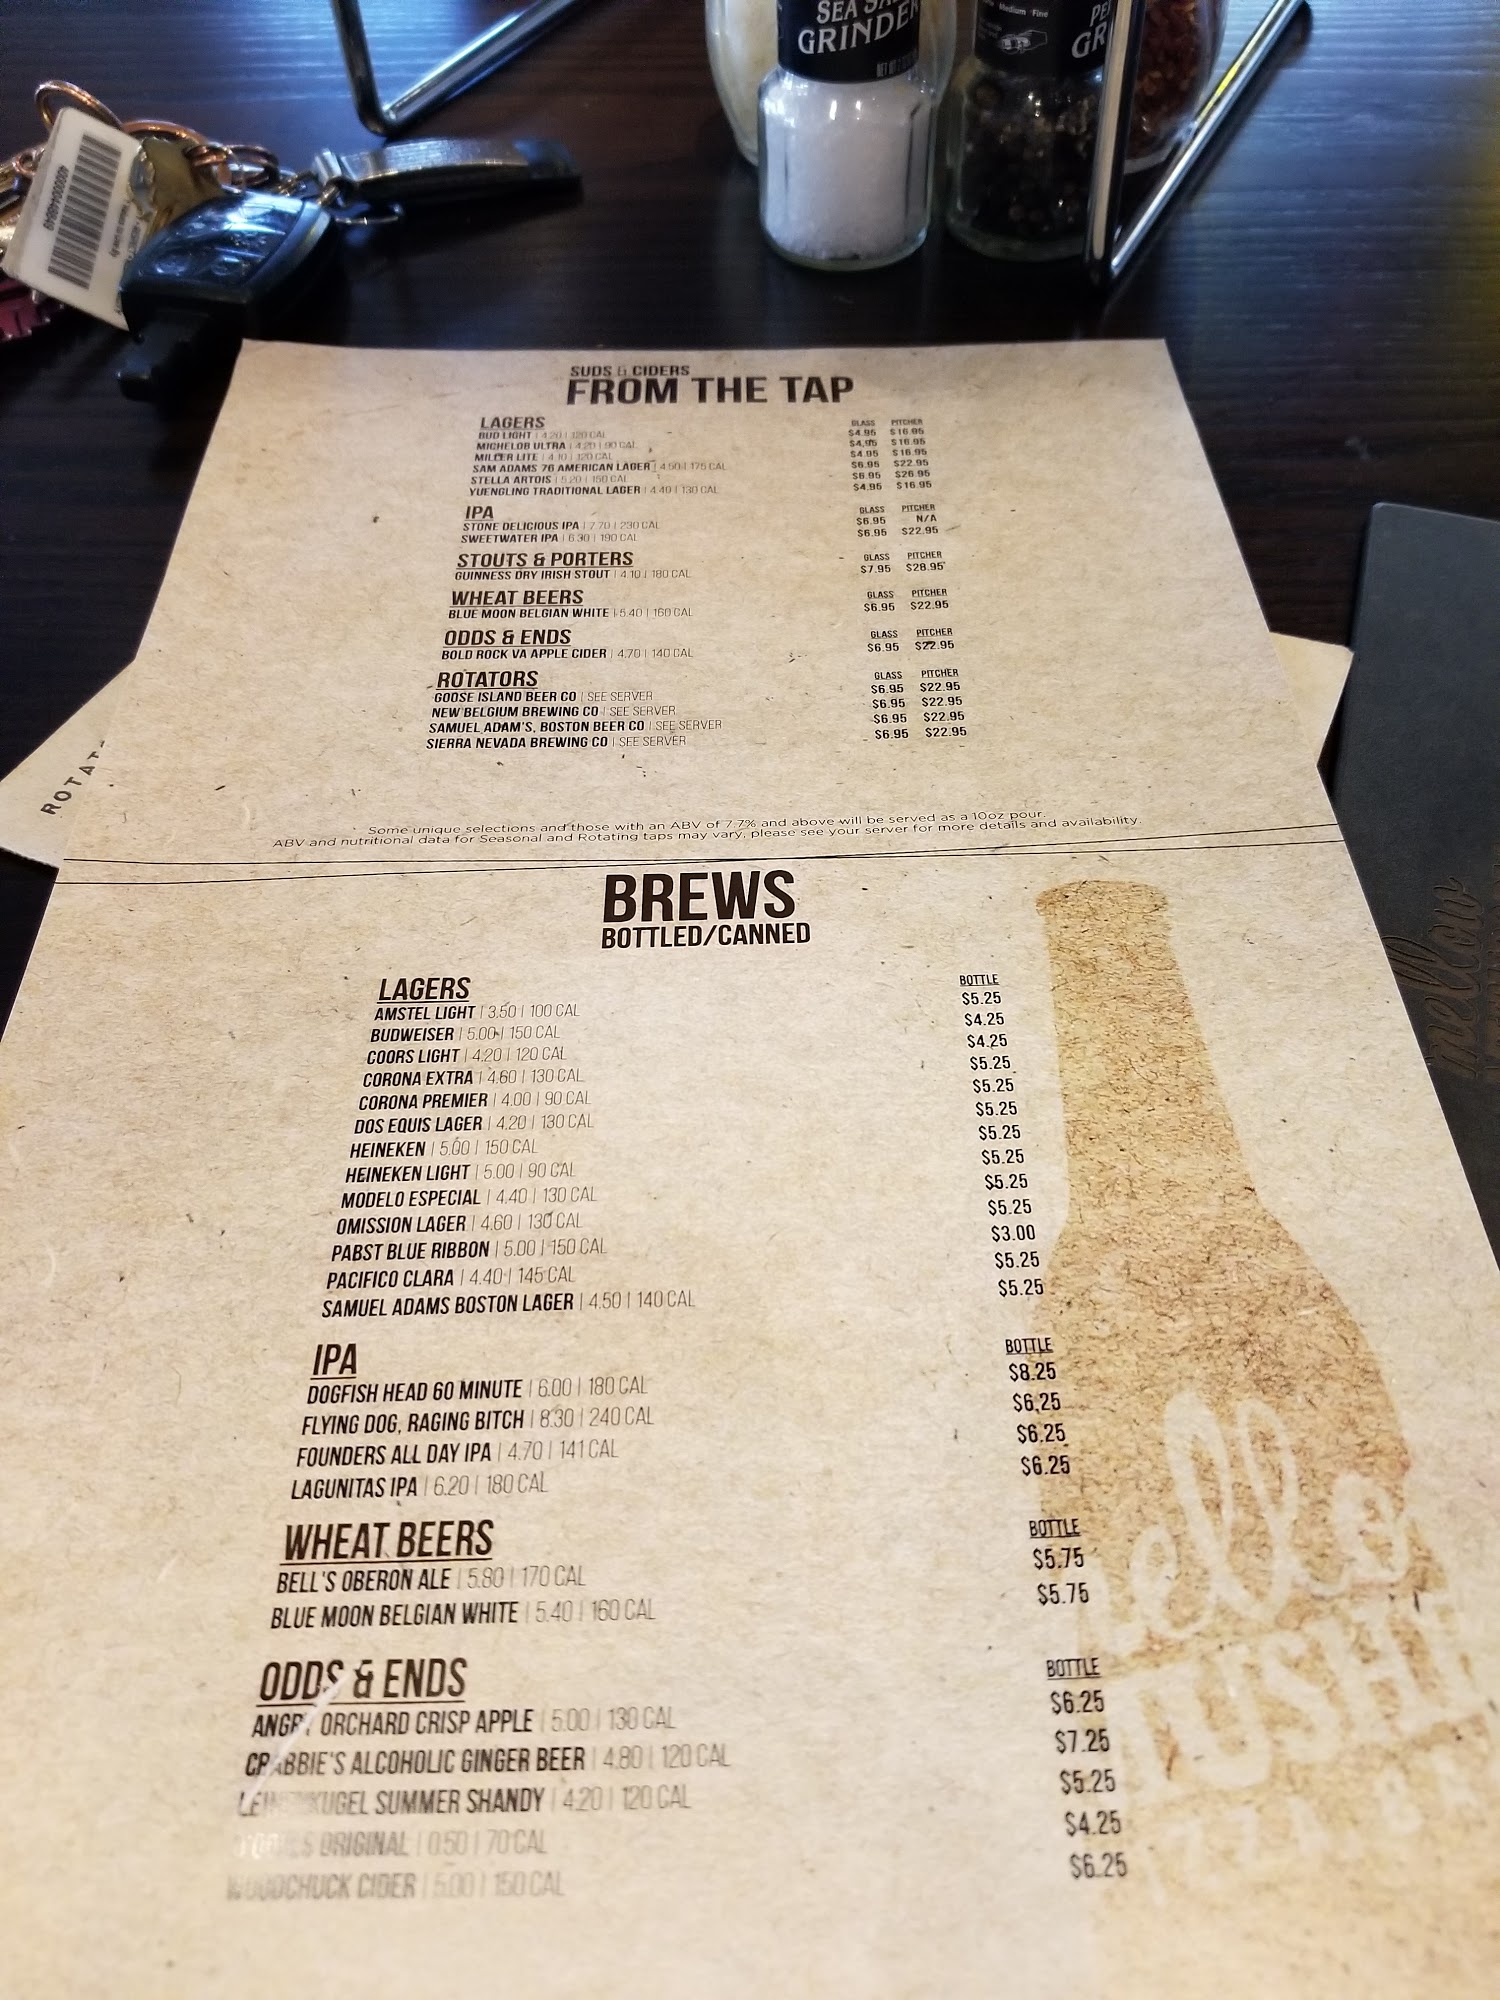 SEA
GRINDER
Medium Fine
ROTAT
SUDS & CIDERS
FROM THE TAP
LAGERS GLASS PITCHER
BUD LIGHT | 4.20 | 120 CAL $4.95 $16.95
MICHELOB ULTRA | 4.20 | 90 CAL $4.95 $16.95
MILLER LITE | 4.10 | 120 CAL $4.95 $16.95
SAM ADAMS 76 AMERICAN LAGER | 4.50 | 175 CAL $6.95 $22.95
STELLA ARTOIS | 5.20 | 150 CAL $6.95 $26.95
YUENGLING TRADITIONAL LAGER | 4.40 | 130 CAL $4.95 $16.95
IPA GLASS PITCHER
STONE DELICIOUS IPA | 7.70 | 230 CAL $6.95 N/A
SWEETWATER IPA | 6.30 | 190 CAL $6.95 $22.95
STOUTS & PORTERS GLASS PITCHER
GUINNESS DRY IRISH STOUT | 4.10 | 180 CAL $7.95 $28.95
WHEAT BEERS GLASS PITCHER
BLUE MOON BELGIAN WHITE | 5.40 | 160 CAL $6.95 $22.95
ODDS & ENDS GLASS PITCHER
BOLD ROCK VA APPLE CIDER | 4.70 | 140 CAL $6.95 $22.95
ROTATORS GLASS PITCHER
GOOSE ISLAND BEER CO | SEE SERVER $6.95 $22.95
NEW BELGIUM BREWING CO | SEE SERVER $6.95 $22.95
SAMUEL ADAM'S, BOSTON BEER CO | SEE SERVER $6.95 $22.95
SIERRA NEVADA BREWING CO | SEE SERVER $6.95 $22.95
Some unique selections and those with an ABV of 7.7% and above will be served as a 10oz pour.
ABV and nutritional data for Seasonal and Rotating taps may vary, please see your server for more details and availability.
BREWS
BOTTLED/CANNED
LAGERS BOTTLE
AMSTEL LIGHT | 3.50 | 100 CAL $5.25
BUDWEISER | 5.00 | 150 CAL $4.25
COORS LIGHT | 4.20 | 120 CAL $4.25
CORONA EXTRA | 4.60 | 130 CAL $5.25
CORONA PREMIER | 4.00 | 90 CAL $5.25
DOS EQUIS LAGER | 4.20 | 130 CAL $5.25
HEINEKEN | 5.00 | 150 CAL $5.25
HEINEKEN LIGHT | 5.00 | 90 CAL $5.25
MODELO ESPECIAL | 4.40 | 130 CAL $5.25
OMISSION LAGER | 4.60 | 130 CAL $5.25
PABST BLUE RIBBON | 5.00 | 150 CAL $3.00
PACIFICO CLARA | 4.40 | 145 CAL $5.25
SAMUEL ADAMS BOSTON LAGER | 4.50 | 140 CAL $5.25
IPA BOTTLE
DOGFISH HEAD 60 MINUTE | 6.00 | 180 CAL $8.25
FLYING DOG, RAGING BITCH | 8.30 | 240 CAL $6.25
FOUNDERS ALL DAY IPA | 4.70 | 141 CAL $6.25
LAGUNITAS IPA | 6.20 | 180 CAL $6.25
WHEAT BEERS BOTTLE
BELL'S OBERON ALE | 5.80 | 170 CAL $5.75
BLUE MOON BELGIAN WHITE | 5.40 | 160 CAL $5.75
ODDS & ENDS BOTTLE
ANGRY ORCHARD CRISP APPLE | 5.00 | 130 CAL $6.25
CRABBIE'S ALCOHOLIC GINGER BEER | 4.80 | 120 CAL $7.25
LEINENKUGEL SUMMER SHANDY | 4.20 | 120 CAL $5.25
ORIGINAL | 0.50 | 70 CAL $4.25
WOODCHUCK CIDER | 5.00 | 150 CAL $6.25
mellow